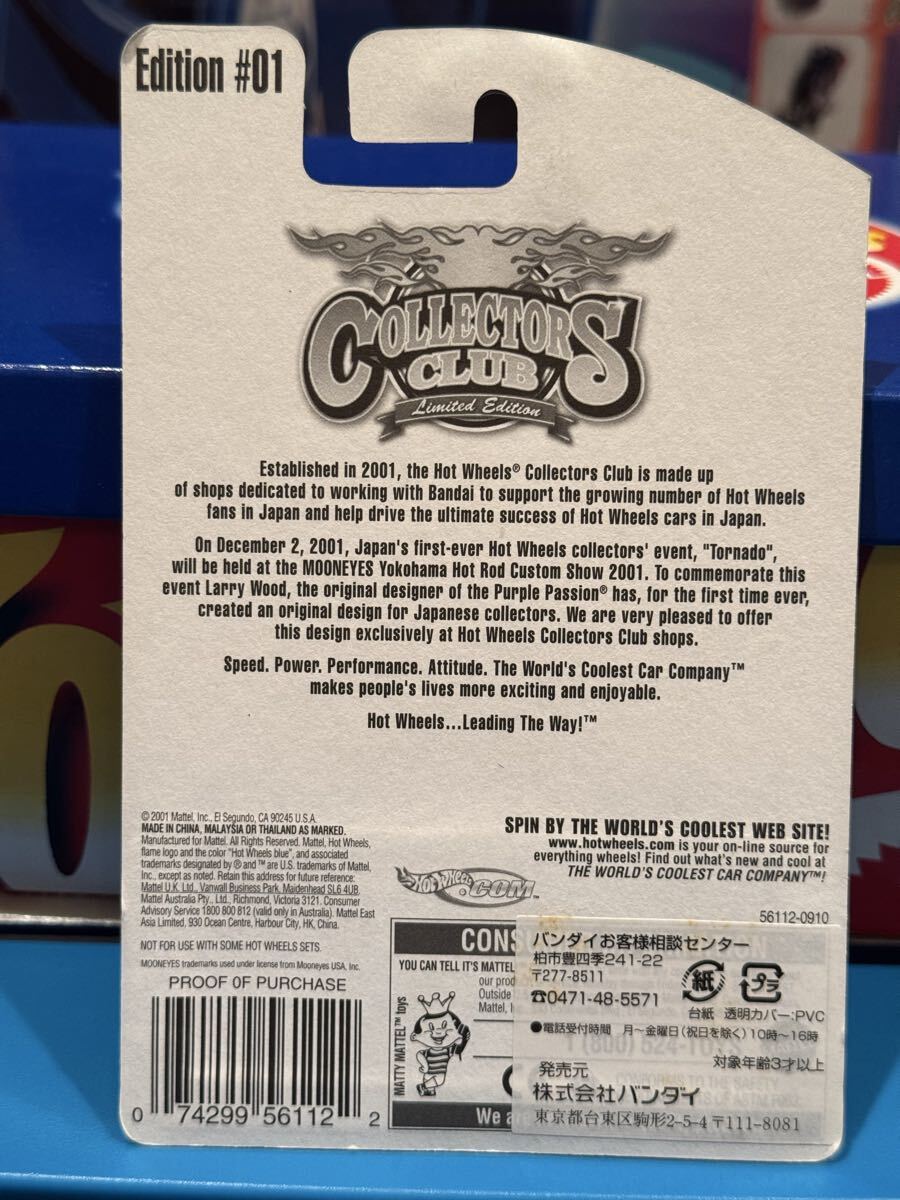 Edition #01
COLLECTORS
CLUB
Limited Edition
Established in 2001, the Hot Wheels® Collectors Club is made up
of shops dedicated to working with Bandai to support the growing number of Hot Wheels
fans in Japan and help drive the ultimate success of Hot Wheels cars in Japan.
On December 2, 2001, Japan's first-ever Hot Wheels collectors' event, "Tornado",
will be held at the MOONEYES Yokohama Hot Rod Custom Show 2001. To commemorate this
event Larry Wood, the original designer of the Purple Passion® has, for the first time ever,
created an original design for Japanese collectors. We are very pleased to offer
this design exclusively at Hot Wheels Collectors Club shops.
Speed. Power. Performance. Attitude. The World's Coolest Car Company™
makes people's lives more exciting and enjoyable.
Hot Wheels...Leading The Way!™
© 2001 Mattel, Inc., El Segundo, CA 90245 U.S.A.
MADE IN CHINA, MALAYSIA OR THAILAND AS MARKED.
Manufactured for Mattel. All Rights Reserved. Mattel, Hot Wheels,
flame logo and the color "Hot Wheels blue", and associated
trademarks designated by ® and ™ are U.S. trademarks of Mattel,
Inc., except as noted. Retain this address for future reference:
Mattel U.K. Ltd., Vanwall Business Park, Maidenhead SL6 4UB.
Mattel Australia Pty., Ltd., Richmond, Victoria 3121. Consumer
Advisory Service 1800 800 812 (valid only in Australia). Mattel East
Asia Limited, 930 Ocean Centre, Harbour City, HK, China.
NOT FOR USE WITH SOME HOT WHEELS SETS.
MOONEYES trademarks used under license from Mooneyes USA, Inc.
PROOF OF PURCHASE
0 74299 56112 2
SPIN BY THE WORLD'S COOLEST WEB SITE!
www.hotwheels.com is your on-line source for
everything wheels! Find out what's new and cool at
THE WORLD'S COOLEST CAR COMPANY™!
Hot Wheels.COM™
56112-0910
CONS
YOU CAN TELL IT'S MATTEL
our prod
Outside
Mattel, I
MATTY MATTEL™ toys
We a
バンダイお客様相談センター
柏市豊四季241-22
〒277-8511
☎0471-48-5571
紙 プラ
台紙 透明カバー:PVC
●電話受付時間 月～金曜日(祝日を除く)10時～16時
対象年齢3才以上
発売元
株式会社バンダイ
東京都台東区駒形2-5-4 〒111-8081